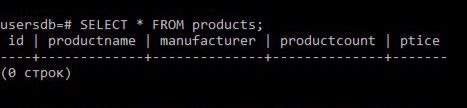 usersdb=# SELECT * FROM products;
 id | productname | manufacturer | productcount | ptice
----+-------------+--------------+--------------+-------
(0 строк)